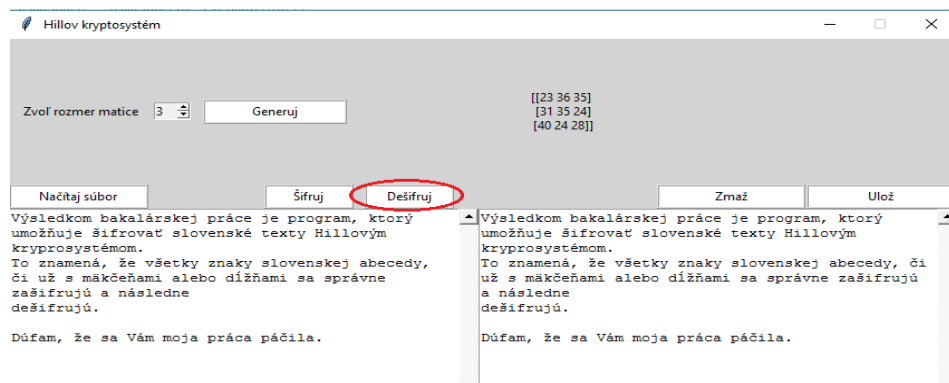 Hillov kryptosystém
Zvoľ rozmer matice 3 Generuj
[[23 36 35]
[31 35 24]
[40 24 28]]
Načítaj súbor Šifruj Dešifruj Zmaž Ulož
Výsledkom bakalárskej práce je program, ktorý
umožňuje šifrovať slovenské texty Hillovým
kryprosystémom.
To znamená, že všetky znaky slovenskej abecedy,
či už s mäkčeňami alebo dĺžňami sa správne
zašifrujú a následne
dešifrujú.
Dúfam, že sa Vám moja práca páčila.
Výsledkom bakalárskej práce je program, ktorý
umožňuje šifrovať slovenské texty Hillovým
kryprosystémom.
To znamená, že všetky znaky slovenskej abecedy, či
už s mäkčeňami alebo dĺžňami sa správne zašifrujú
a následne
dešifrujú.
Dúfam, že sa Vám moja práca páčila.